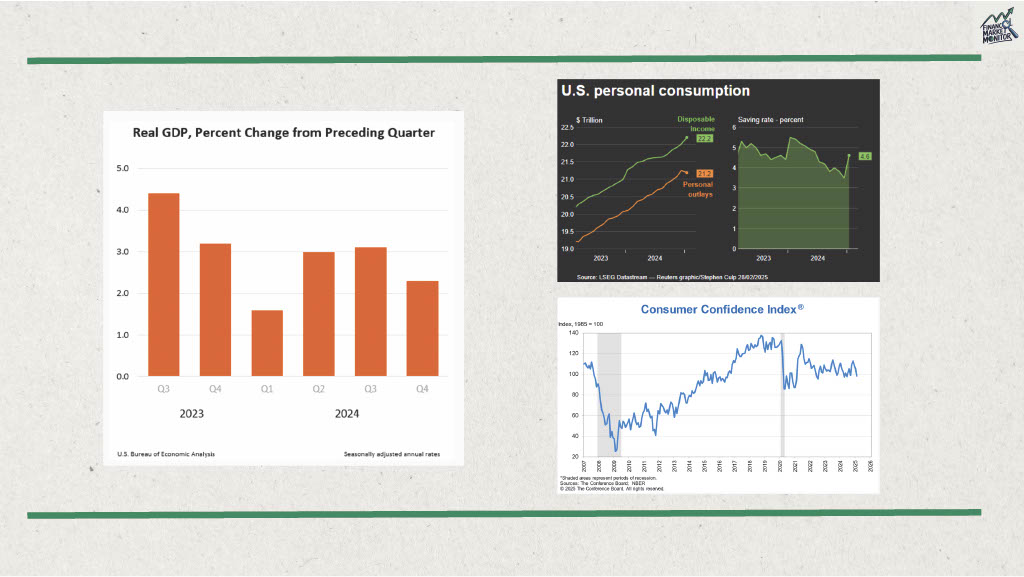 FINANCE
MARKET
MONITOR
Real GDP, Percent Change from Preceding Quarter
5.0
4.0
3.0
2.0
1.0
0.0
Q3
Q4
Q1
Q2
Q3
Q4
2023
2024
U.S. Bureau of Economic Analysis
Seasonally adjusted annual rates
U.S. personal consumption
$ Trillion
Disposable
Income
22.2
22.5
22.0
21.5
21.0
20.5
20.0
19.5
19.0
21.2
Personal
outleys
2023
2024
Saving rate - percent
6
5
4
3
2
1
0
4.6
2023
2024
Source: LSEG Datadream — Reuters graphic/Stephen Culp 28/02/2025
Consumer Confidence Index®
Index, 1985 = 100
140
120
100
80
60
40
20
2007
2008
2009
2010
2011
2012
2013
2014
2015
2016
2017
2018
2019
2020
2021
2022
2023
2024
2025
2026
*Shaded areas represent periods of recession.
Sources: The Conference Board; NBER
© 2025 The Conference Board. All rights reserved.